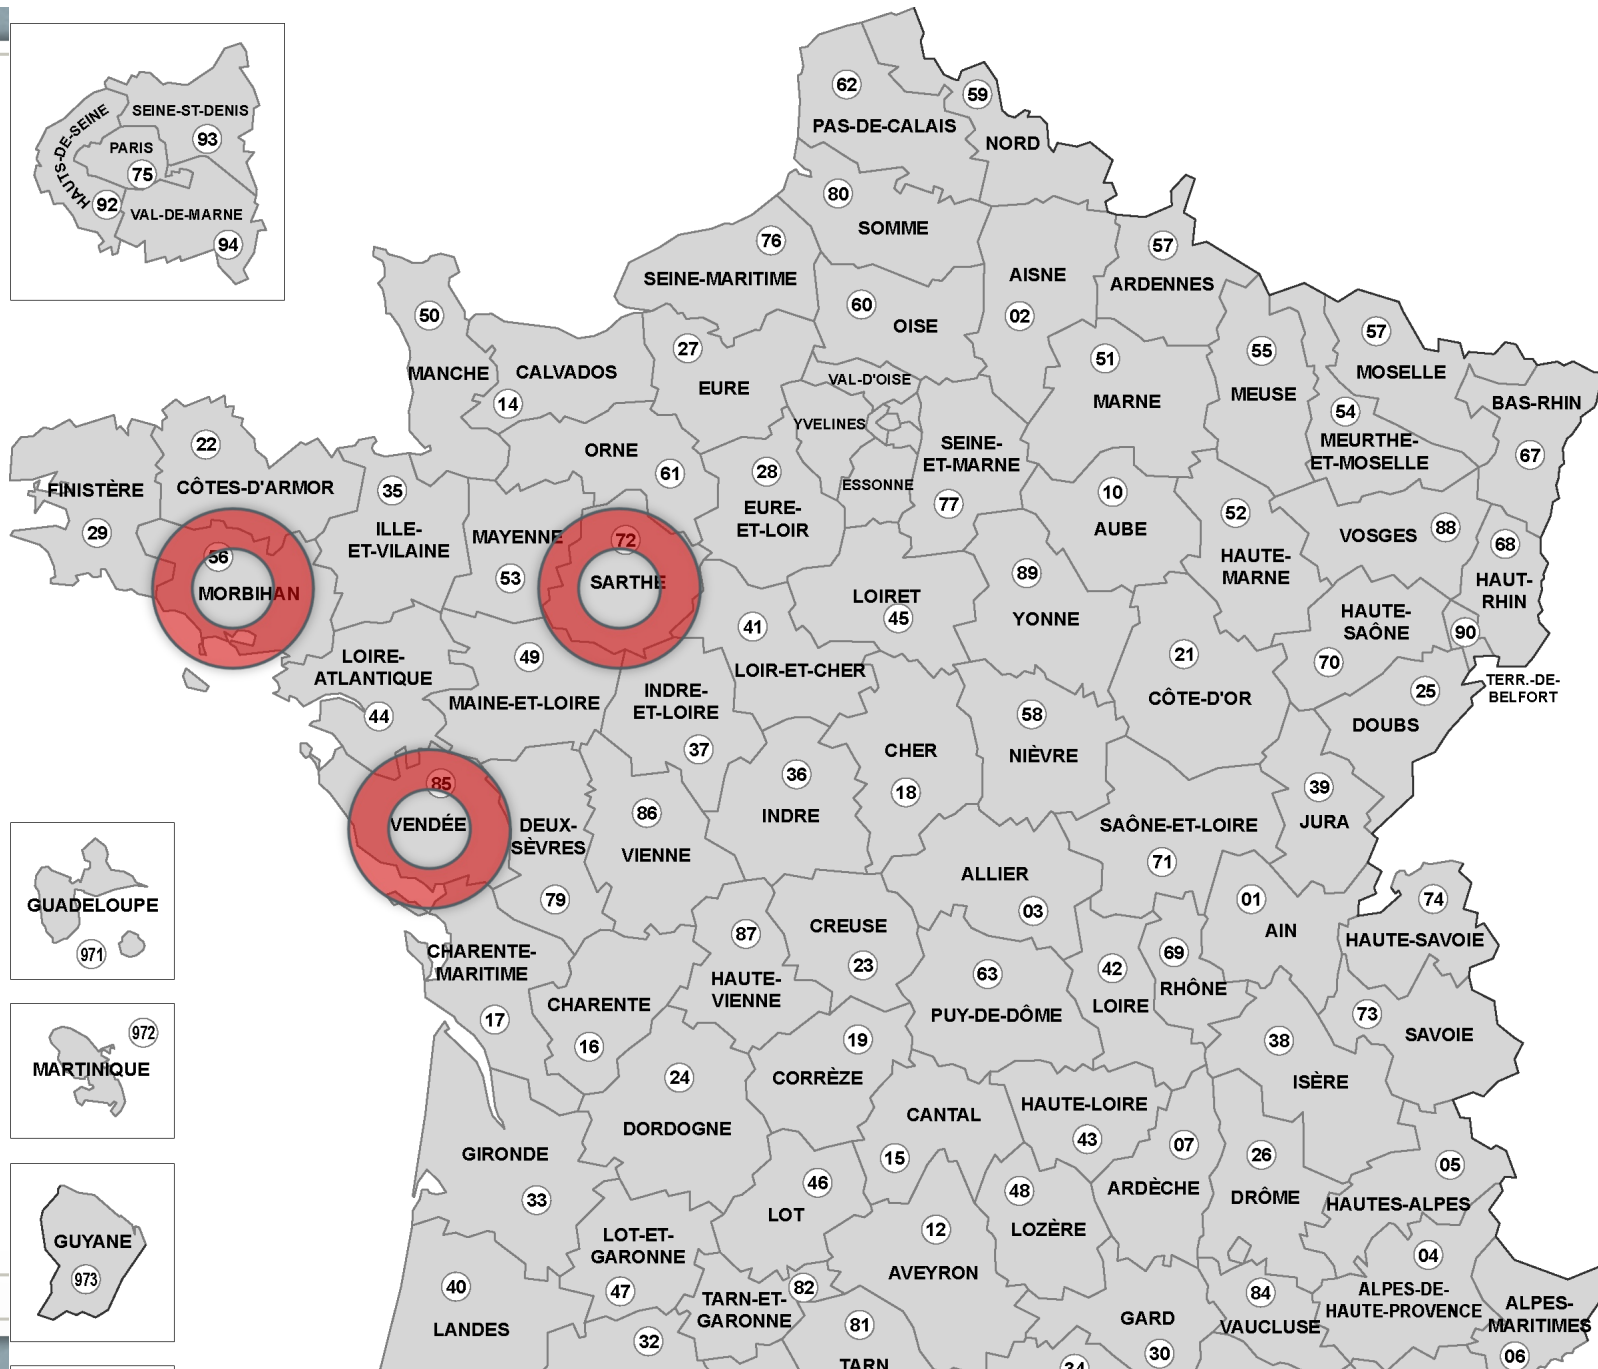 HAUTS-DE-SEINE
92
SEINE-ST-DENIS
93
PARIS
75
VAL-DE-MARNE
94
62
PAS-DE-CALAIS
59
NORD
80
SOMME
76
SEINE-MARITIME
60
OISE
AISNE
02
57
ARDENNES
50
MANCHE
CALVADOS
14
27
EURE
VAL-D'OISE
YVELINES
ESSONNE
SEINE-
ET-MARNE
77
51
MARNE
55
MEUSE
57
MOSELLE
54
MEURTHE-
ET-MOSELLE
BAS-RHIN
67
22
CÔTES-D'ARMOR
FINISTÈRE
29
35
ILLE-
ET-VILAINE
ORNE
61
28
EURE-
ET-LOIR
10
AUBE
52
HAUTE-
MARNE
VOSGES
88
68
HAUT-
RHIN
56
MORBIHAN
MAYENNE
53
72
SARTHE
41
LOIR-ET-CHER
LOIRET
45
89
YONNE
21
CÔTE-D'OR
HAUTE-
SAÔNE
70
90
TERR.-DE-
BELFORT
25
DOUBS
LOIRE-
ATLANTIQUE
44
49
MAINE-ET-LOIRE
INDRE-
ET-LOIRE
37
CHER
18
58
NIÈVRE
39
JURA
85
VENDÉE
DEUX-
SÈVRES
79
86
VIENNE
36
INDRE
SAÔNE-ET-LOIRE
71
ALLIER
03
01
AIN
74
HAUTE-SAVOIE
GUADELOUPE
971
CHARENTE-
MARITIME
17
CHARENTE
16
87
HAUTE-
VIENNE
CREUSE
23
63
PUY-DE-DÔME
42
LOIRE
69
RHÔNE
73
SAVOIE
972
MARTINIQUE
24
DORDOGNE
19
CORRÈZE
CANTAL
15
HAUTE-LOIRE
43
38
ISÈRE
GIRONDE
33
46
LOT
12
AVEYRON
48
LOZÈRE
07
ARDÈCHE
26
DRÔME
05
HAUTES-ALPES
GUYANE
973
40
LANDES
LOT-ET-
GARONNE
47
32
82
TARN-ET-
GARONNE
81
TARN
GARD
30
34
84
VAUCLUSE
04
ALPES-DE-
HAUTE-PROVENCE
ALPES-
MARITIMES
06